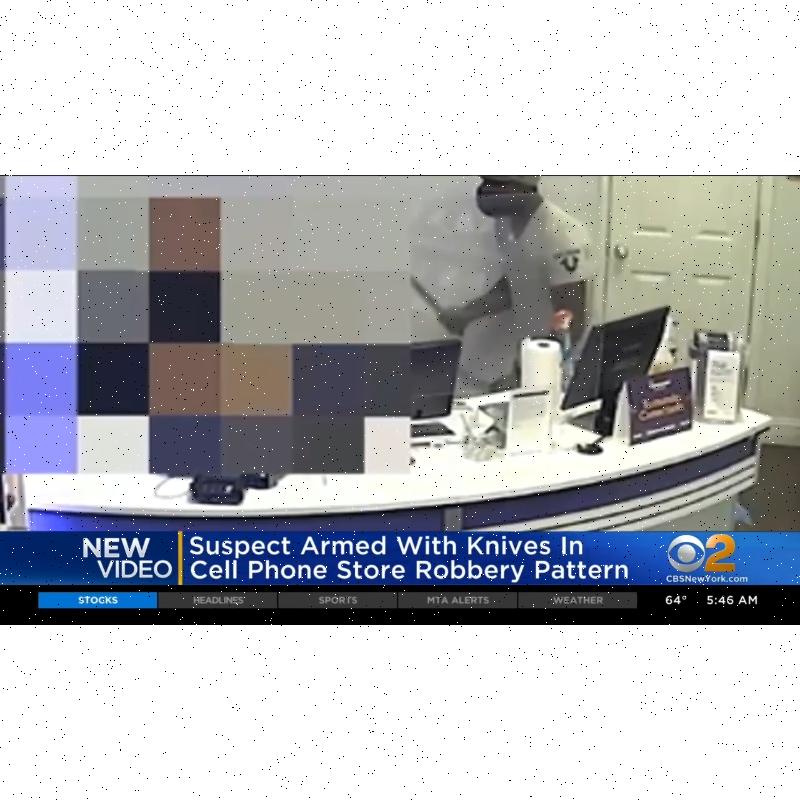 NEW
VIDEO
Suspect Armed With Knives In
Cell Phone Store Robbery Pattern
2
CBSNewYork.com
STOCKS
HEADLINES
SPORTS
MTA ALERTS
WEATHER
64°
5:46 AM